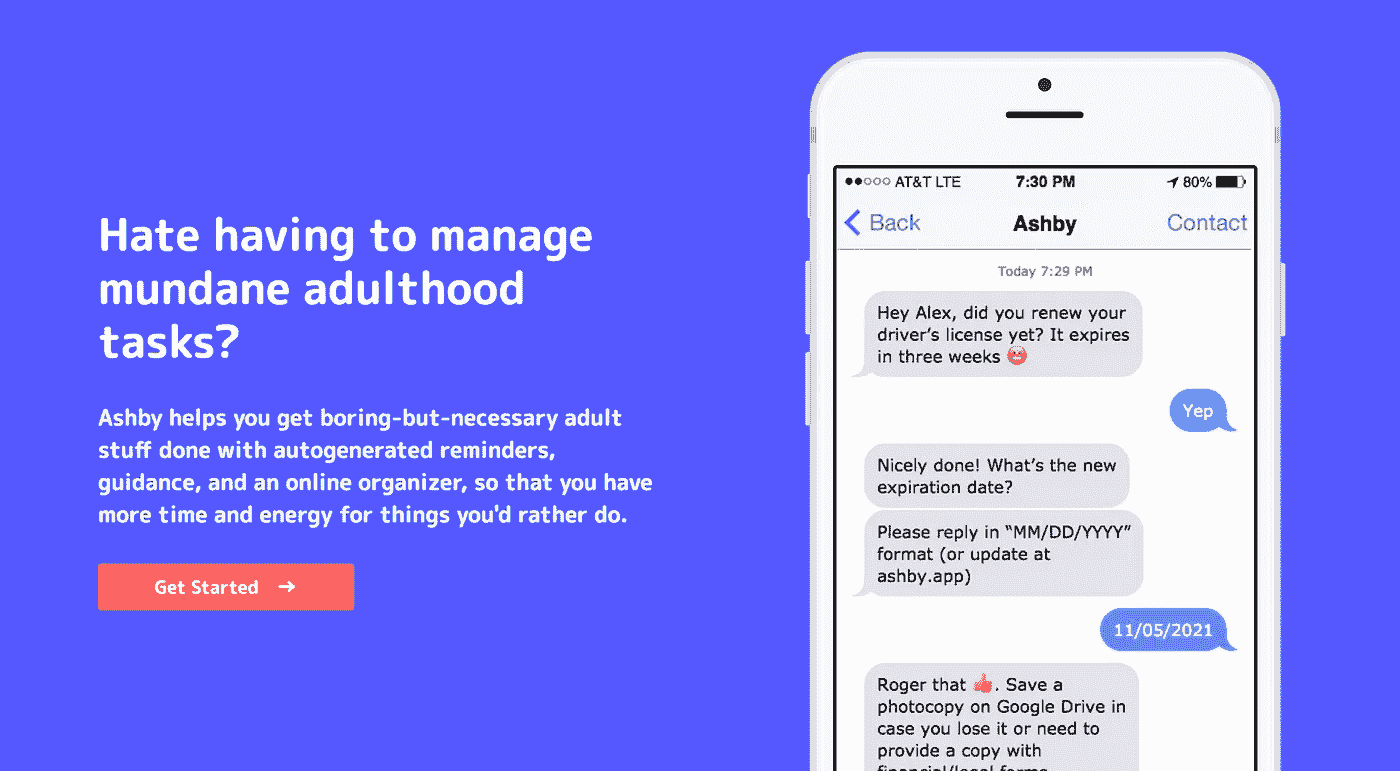 Hate having to manage
mundane adulthood
tasks?
Ashby helps you get boring-but-necessary adult
stuff done with autogenerated reminders,
guidance, and an online organizer, so that you have
more time and energy for things you'd rather do.
Get Started →
AT&T LTE 7:30 PM 80%
Back Ashby Contact
Today 7:29 PM
Hey Alex, did you renew your
driver’s license yet? It expires
in three weeks
Yep
Nicely done! What’s the new
expiration date?
Please reply in “MM/DD/YYYY”
format (or update at
ashby.app)
11/05/2021
Roger that 👍. Save a
photocopy on Google Drive in
case you lose it or need to
provide a copy with
financial/legal forms